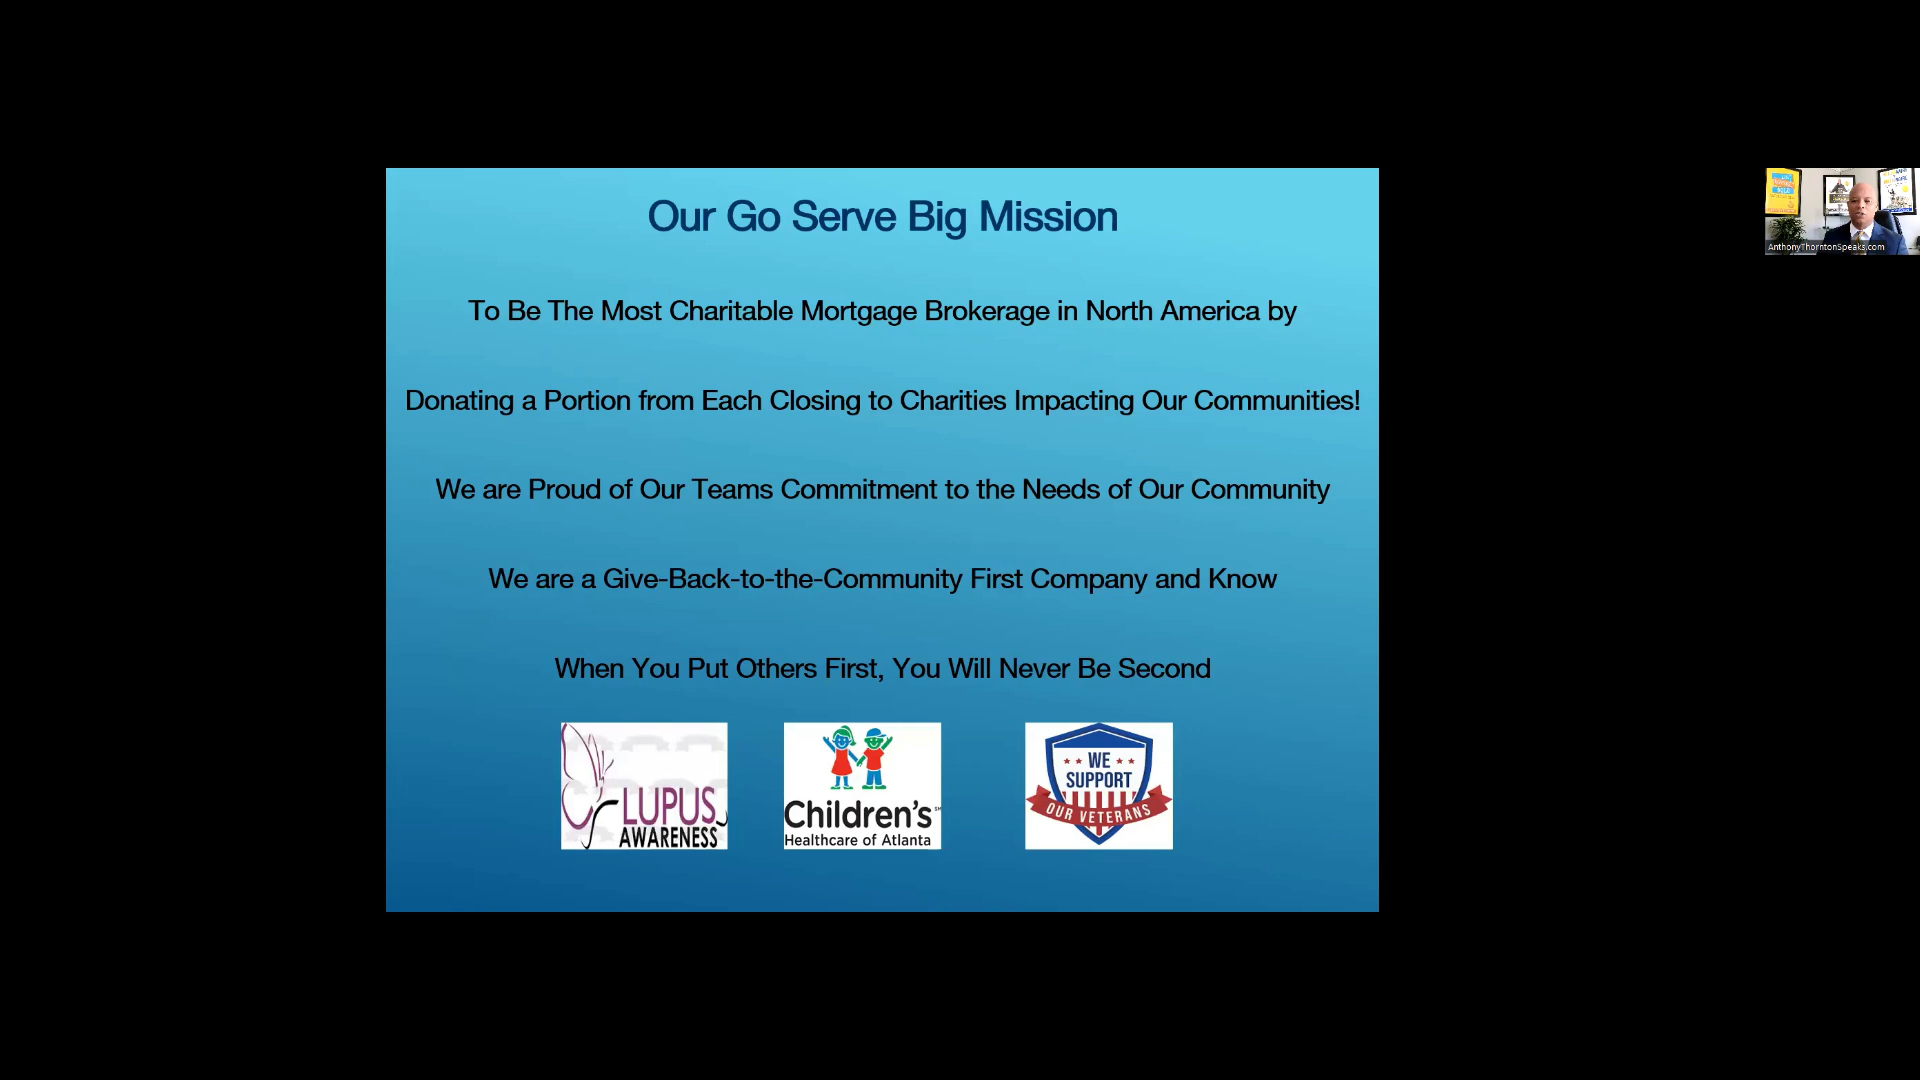 Our Go Serve Big Mission
To Be The Most Charitable Mortgage Brokerage in North America by
Donating a Portion from Each Closing to Charities Impacting Our Communities!
We are Proud of Our Teams Commitment to the Needs of Our Community
We are a Give-Back-to-the-Community First Company and Know
When You Put Others First, You Will Never Be Second
LUPUS
AWARENESS
Children's℠
Healthcare of Atlanta
WE
SUPPORT
OUR VETERANS
AnthonyThorntonSpeaks.com